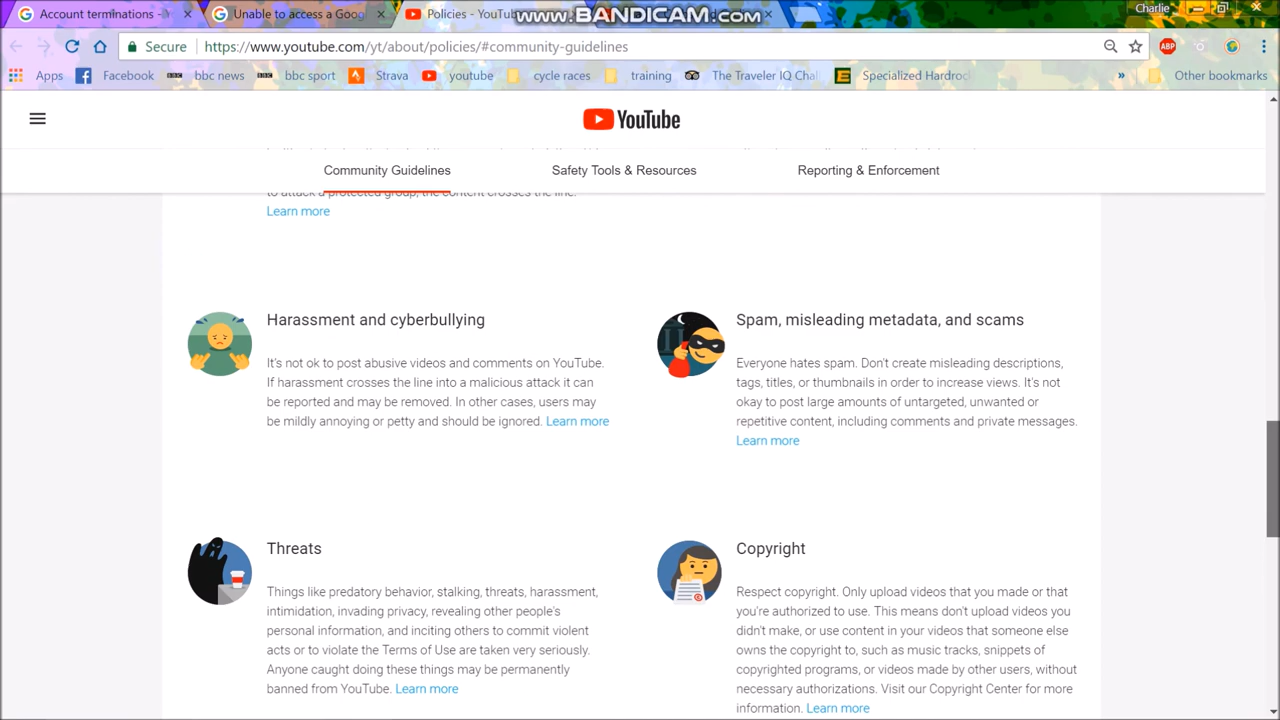 Account terminations -
Unable to access a Goog
Policies - YouTub
www.BANDICAM.com
Charlie
Secure https://www.youtube.com/yt/about/policies/#community-guidelines
ABP
Apps Facebook bbc news bbc sport Strava youtube cycle races training The Traveler IQ Chal Specialized Hardroc » Other bookmarks
YouTube
Community Guidelines Safety Tools & Resources Reporting & Enforcement
to attack a protected group, the content crosses the line.
Learn more
Harassment and cyberbullying
It's not ok to post abusive videos and comments on YouTube.
If harassment crosses the line into a malicious attack it can
be reported and may be removed. In other cases, users may
be mildly annoying or petty and should be ignored. Learn more
Spam, misleading metadata, and scams
Everyone hates spam. Don't create misleading descriptions,
tags, titles, or thumbnails in order to increase views. It's not
okay to post large amounts of untargeted, unwanted or
repetitive content, including comments and private messages.
Learn more
Threats
Things like predatory behavior, stalking, threats, harassment,
intimidation, invading privacy, revealing other people's
personal information, and inciting others to commit violent
acts or to violate the Terms of Use are taken very seriously.
Anyone caught doing these things may be permanently
banned from YouTube. Learn more
Copyright
Respect copyright. Only upload videos that you made or that
you're authorized to use. This means don't upload videos you
didn't make, or use content in your videos that someone else
owns the copyright to, such as music tracks, snippets of
copyrighted programs, or videos made by other users, without
necessary authorizations. Visit our Copyright Center for more
information. Learn more